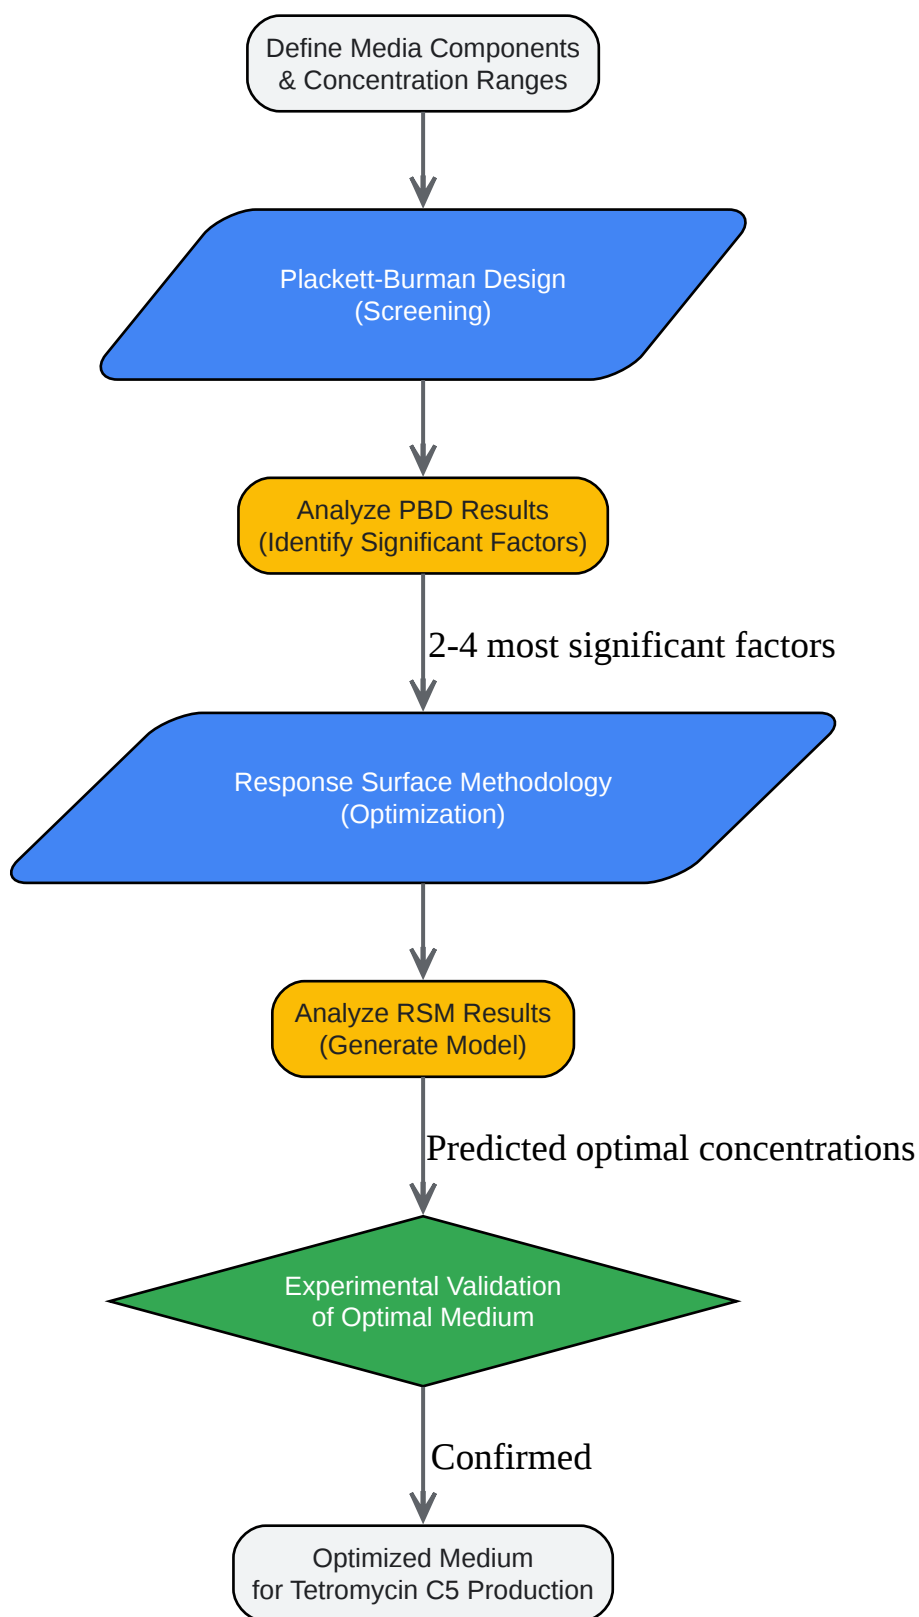 Define Media Components
& Concentration Ranges
Plackett-Burman Design
(Screening)
Analyze PBD Results
(Identify Significant Factors)
2-4 most significant factors
Response Surface Methodology
(Optimization)
Analyze RSM Results
(Generate Model)
Predicted optimal concentrations
Experimental Validation
of Optimal Medium
Confirmed
Optimized Medium
for Tetromycin C5 Production